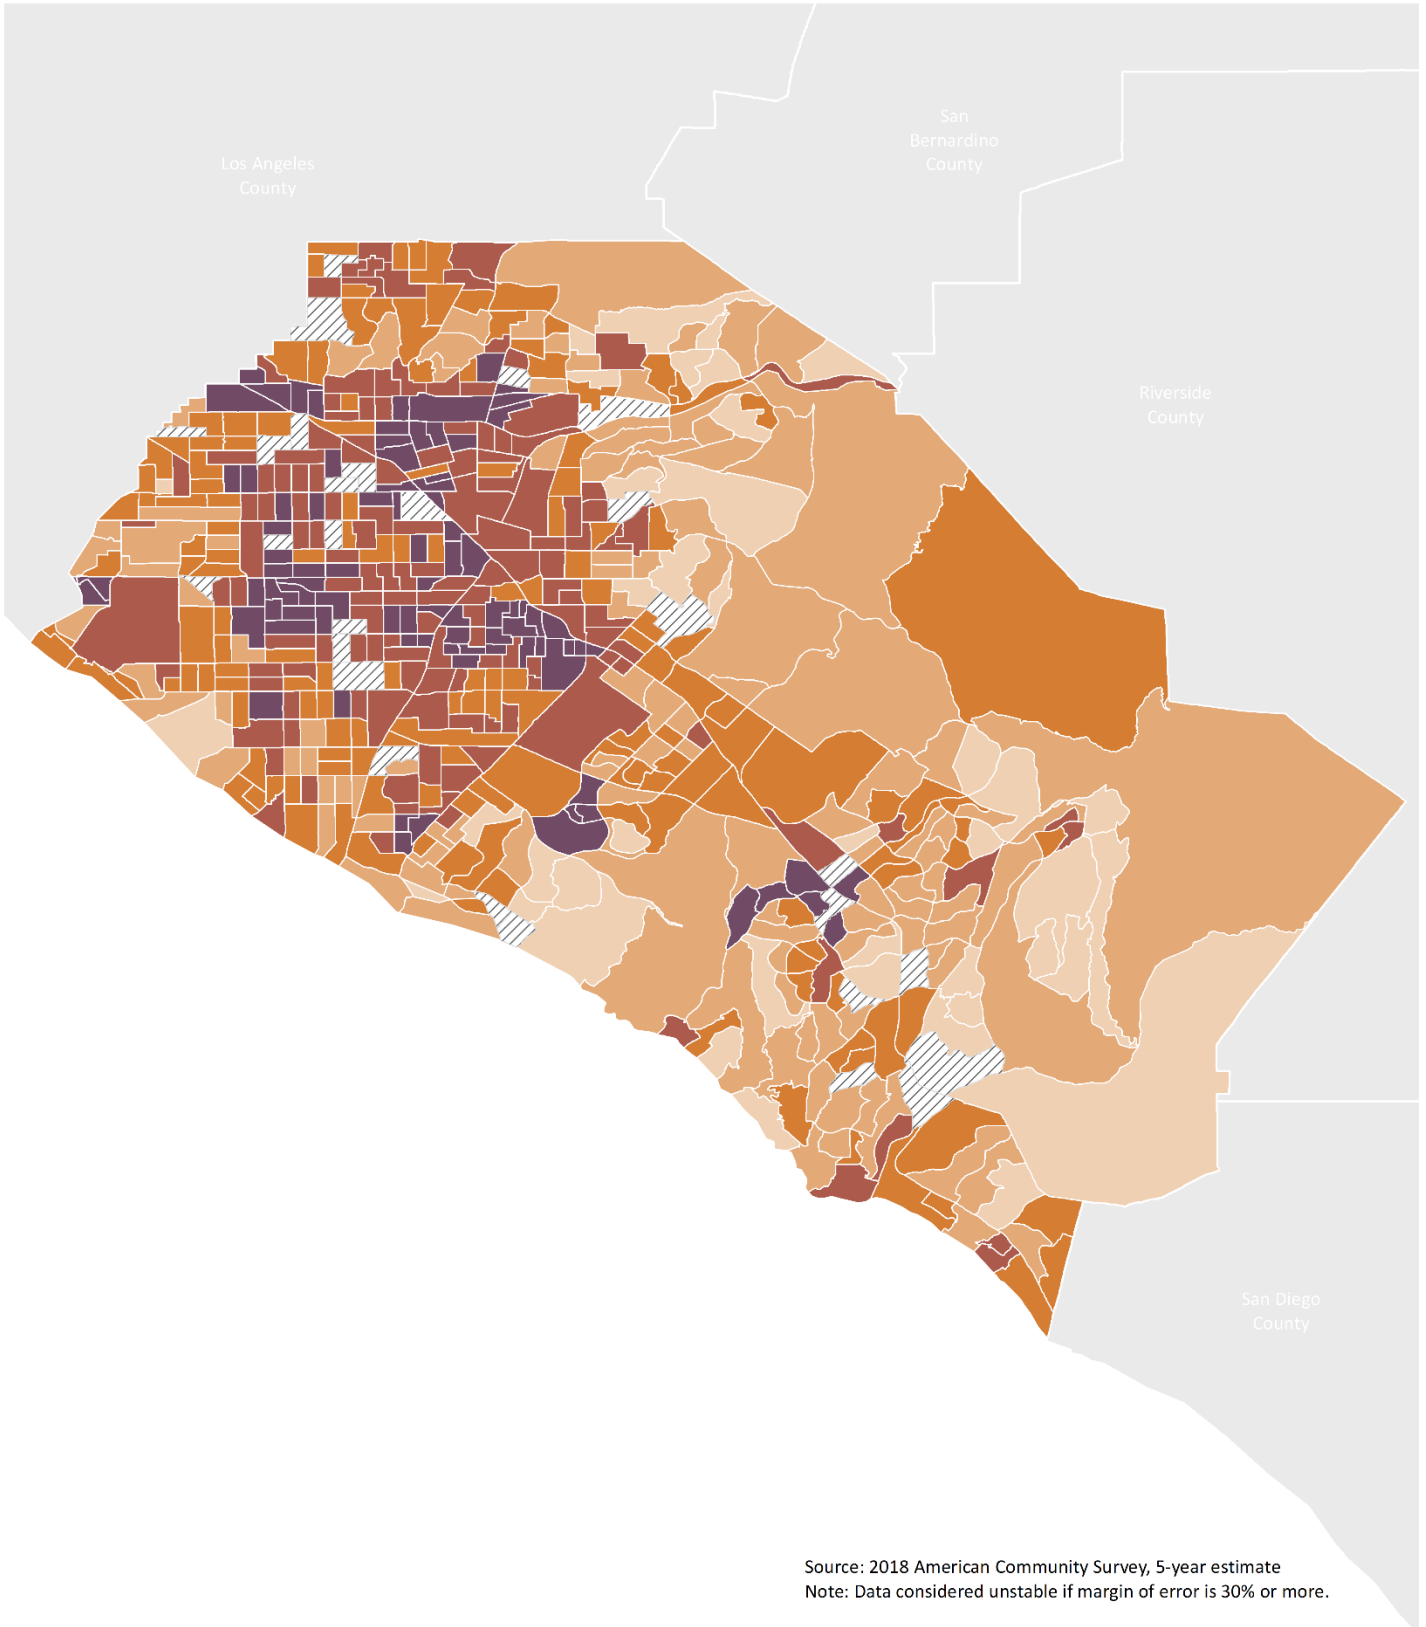 San
Bernardino
County
Los Angeles
County
Riverside
County
San Diego
County
Source: 2018 American Community Survey, 5-year estimate
Note: Data considered unstable if margin of error is 30% or more.